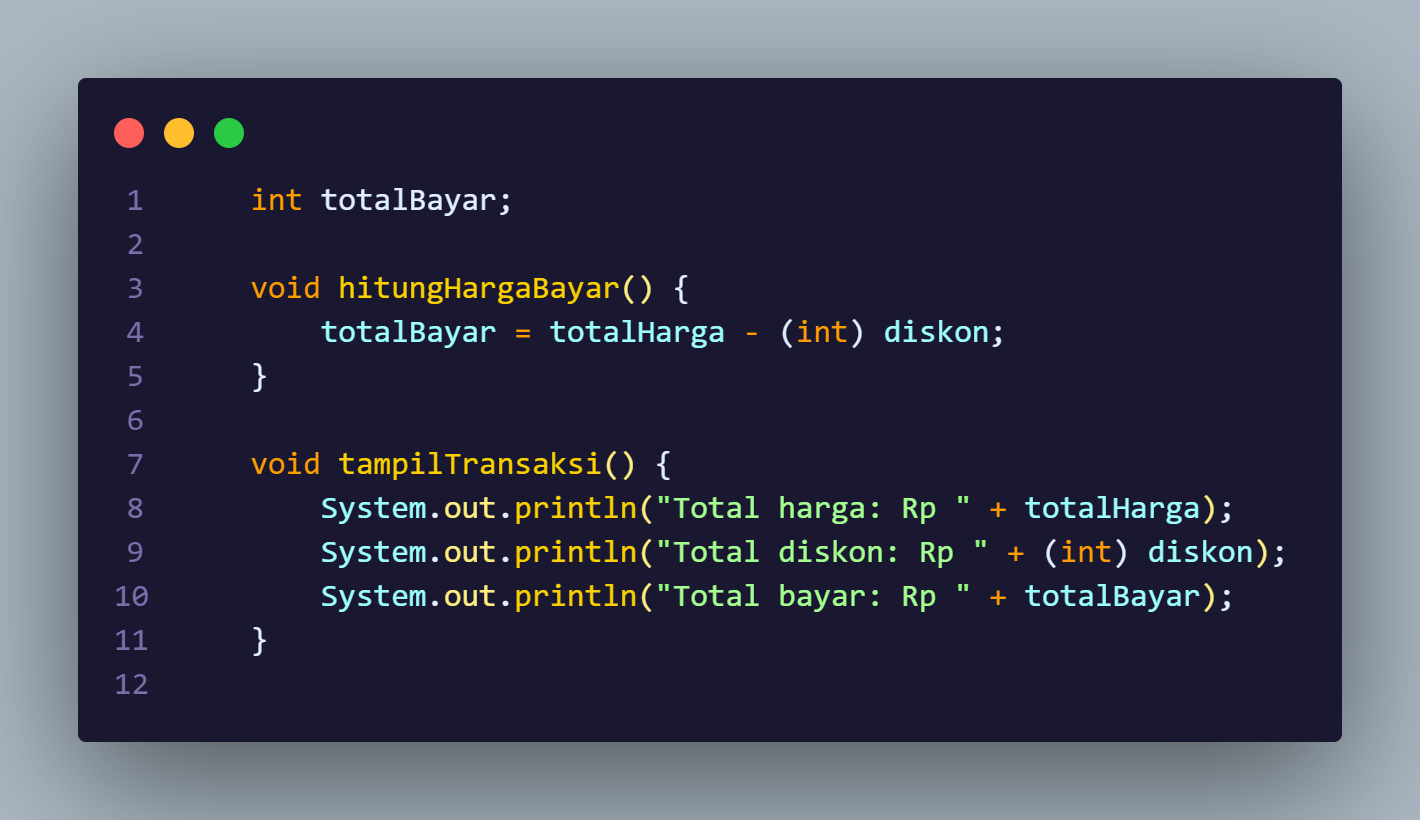 1 int totalBayar;
2
3 void hitungHargaBayar() {
4 totalBayar = totalHarga - (int) diskon;
5 }
6
7 void tampilTransaksi() {
8 System.out.println("Total harga: Rp " + totalHarga);
9 System.out.println("Total diskon: Rp " + (int) diskon);
10 System.out.println("Total bayar: Rp " + totalBayar);
11 }
12